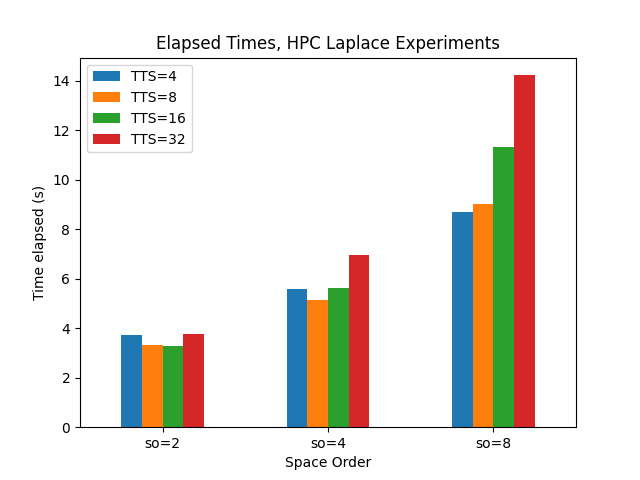 Elapsed Times, HPC Laplace Experiments
TTS=4
TTS=8
TTS=16
TTS=32
Time elapsed (s)
14
12
10
8
6
4
2
0
so=2 so=4 so=8
Space Order